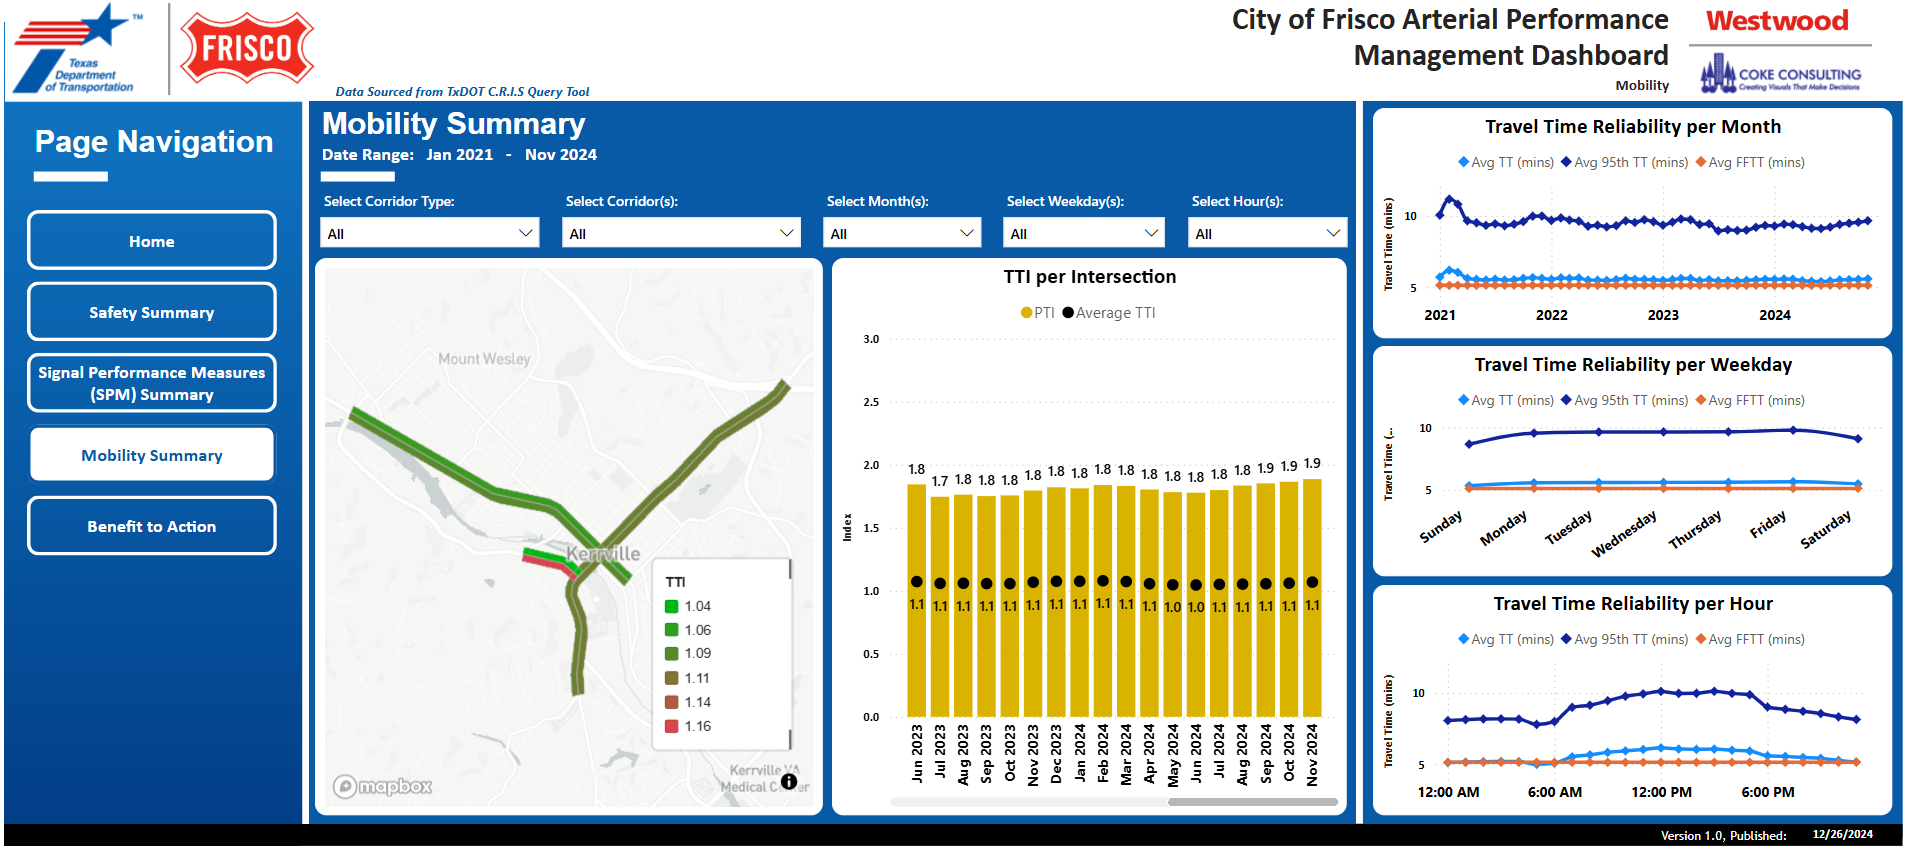 Texas
Department
of Transportation
TM
FRISCO
Data Sourced from TxDOT C.R.I.S Query Tool
City of Frisco Arterial Performance
Management Dashboard
Mobility
Westwood
COKE CONSULTING
Creating Visuals That Make Decisions
Page Navigation
Home
Safety Summary
Signal Performance Measures
(SPM) Summary
Mobility Summary
Benefit to Action
Mobility Summary
Date Range: Jan 2021 - Nov 2024
Select Corridor Type:
All
Select Corridor(s):
All
Select Month(s):
All
Select Weekday(s):
All
Select Hour(s):
All
Mount Wesley
Kerrville
TTI
1.04
1.06
1.09
1.11
1.14
1.16
Kerrville VA
Medical Center
mapbox
TTI per Intersection
PTI Average TTI
Index
3.0
2.5
2.0
1.5
1.0
0.5
0.0
1.8 1.7 1.8 1.8 1.8 1.8 1.8 1.8 1.8 1.8 1.8 1.8 1.8 1.8 1.8 1.9 1.9 1.9
1.1 1.1 1.1 1.1 1.1 1.1 1.1 1.1 1.1 1.1 1.1 1.0 1.0 1.1 1.1 1.1 1.1 1.1
Jun 2023 Jul 2023 Aug 2023 Sep 2023 Oct 2023 Nov 2023 Dec 2023 Jan 2024 Feb 2024 Mar 2024 Apr 2024 May 2024 Jun 2024 Jul 2024 Aug 2024 Sep 2024 Oct 2024 Nov 2024
Travel Time Reliability per Month
Avg TT (mins) Avg 95th TT (mins) Avg FFTT (mins)
Travel Time (mins)
10
5
2021 2022 2023 2024
Travel Time Reliability per Weekday
Avg TT (mins) Avg 95th TT (mins) Avg FFTT (mins)
Travel Time (...
10
5
Sunday Monday Tuesday Wednesday Thursday Friday Saturday
Travel Time Reliability per Hour
Avg TT (mins) Avg 95th TT (mins) Avg FFTT (mins)
Travel Time (mins)
10
5
12:00 AM 6:00 AM 12:00 PM 6:00 PM
Version 1.0, Published: 12/26/2024